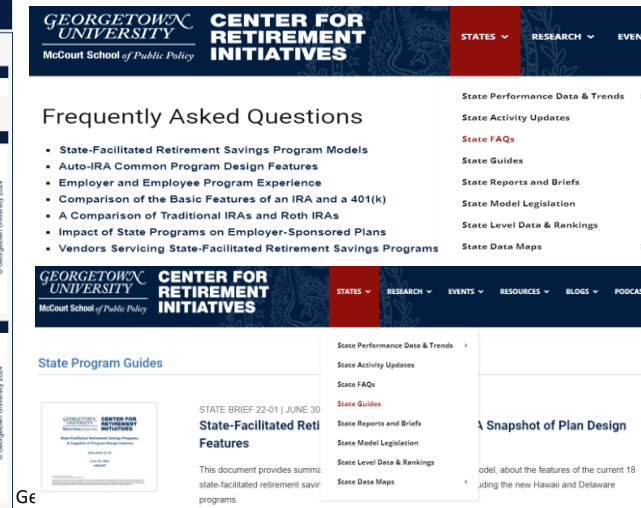 GEORGETOWN
UNIVERSITY
McCourt School of Public Policy
CENTER FOR
RETIREMENT
INITIATIVES
STATES
RESEARCH
Frequently Asked Questions
State-Facilitated Retirement Savings Program Models
Auto-IRA Common Program Design Features
Employer and Employee Program Experience
Comparison of the Basic Features of an IRA and a 401(k)
A Comparison of Traditional IRAs and Roth IRAs
Impact of State Programs on Employer-Sponsored Plans
Vendors Servicing State-Facilitated Retirement Savings Programs
State Performance Data & Trends
State Activity Updates
State FAQs
State Guides
State Reports and Briefs
State Model Legislation
State Level Data & Rankings
State Data Maps
GEORGETOWN
UNIVERSITY
McCourt School of Public Policy
CENTER FOR
RETIREMENT
INITIATIVES
STATES RESEARCH EVENTS RESOURCES BLOGS
State Performance Data & Trends
State Activity Updates
State FAQs
State Guides
State Reports and Briefs
State Model Legislation
State Level Data & Rankings
State Data Maps
State Program Guides
STATE BRIEF 22-01 | JUNE 30
State-Facilitated A Snapshot of Plan Design
Features
This document provides about the features of the current 18
state-facilitated retirement the new Hawaii and Delaware
programs.
© Georgetown University 2024